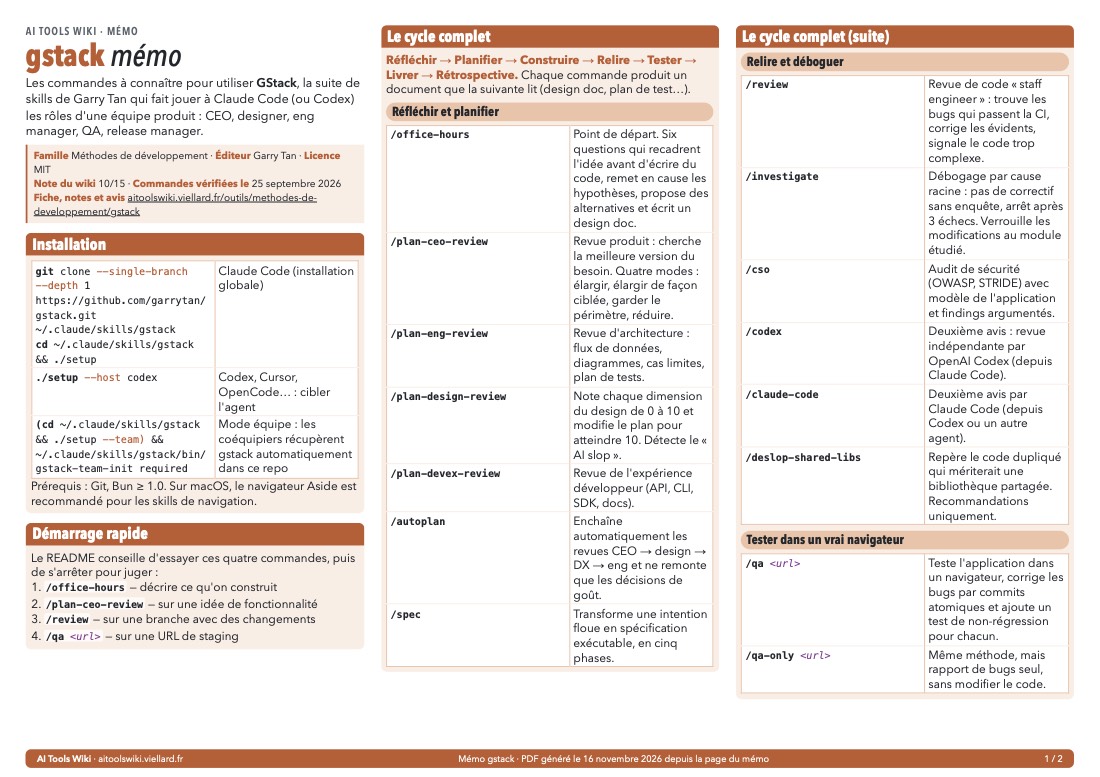 AI TOOLS WIKI · MÉMO
gstack mémo
Les commandes à connaître pour utiliser GStack, la suite de
skills de Garry Tan qui fait jouer à Claude Code (ou Codex)
les rôles d'une équipe produit : CEO, designer, eng
manager, QA, release manager.
Famille Méthodes de développement · Éditeur Garry Tan · Licence
MIT
Note du wiki 10/15 · Commandes vérifiées le 25 septembre 2026
Fiche, notes et avis aitoolswiki.viellard.fr/outils/methodes-de-
developpement/gstack
Installation
git clone --single-branch
--depth 1
https://github.com/garrytan/
gstack.git
~/.claude/skills/gstack
cd ~/.claude/skills/gstack
&& ./setup
Claude Code (installation
globale)
./setup --host codex
Codex, Cursor,
OpenCode… : cibler
l'agent
(cd ~/.claude/skills/gstack
&& ./setup --team) &&
~/.claude/skills/gstack/bin/
gstack-team-init required
Mode équipe : les
coéquipiers récupèrent
gstack automatiquement
dans ce repo
Prérequis : Git, Bun ≥ 1.0. Sur macOS, le navigateur Aside est
recommandé pour les skills de navigation.
Démarrage rapide
Le README conseille d'essayer ces quatre commandes, puis
de s'arrêter pour juger :
1. /office-hours — décrire ce qu'on construit
2. /plan-ceo-review — sur une idée de fonctionnalité
3. /review — sur une branche avec des changements
4. /qa <url> — sur une URL de staging
Le cycle complet
Réfléchir → Planifier → Construire → Relire → Tester →
Livrer → Rétrospective. Chaque commande produit un
document que la suivante lit (design doc, plan de test…).
Réfléchir et planifier
/office-hours
Point de départ. Six
questions qui recadrent
l'idée avant d'écrire du
code, remet en cause les
hypothèses, propose des
alternatives et écrit un
design doc.
/plan-ceo-review
Revue produit : cherche
la meilleure version du
besoin. Quatre modes :
élargir, élargir de façon
ciblée, garder le
périmètre, réduire.
/plan-eng-review
Revue d'architecture :
flux de données,
diagrammes, cas limites,
plan de tests.
/plan-design-review
Note chaque dimension
du design de 0 à 10 et
modifie le plan pour
atteindre 10. Détecte le «
AI slop ».
/plan-devex-review
Revue de l'expérience
développeur (API, CLI,
SDK, docs).
/autoplan
Enchaîne
automatiquement les
revues CEO → design →
DX → eng et ne remonte
que les décisions de
goût.
/spec
Transforme une intention
floue en spécification
exécutable, en cinq
phases.
Le cycle complet (suite)
Relire et déboguer
/review
Revue de code « staff
engineer » : trouve les
bugs qui passent la CI,
corrige les évidents,
signale le code trop
complexe.
/investigate
Débogage par cause
racine : pas de correctif
sans enquête, arrêt après
3 échecs. Verrouille les
modifications au module
étudié.
/cso
Audit de sécurité
(OWASP, STRIDE) avec
modèle de l'application
et findings argumentés.
/codex
Deuxième avis : revue
indépendante par
OpenAI Codex (depuis
Claude Code).
/claude-code
Deuxième avis par
Claude Code (depuis
Codex ou un autre
agent).
/deslop-shared-libs
Repère le code dupliqué
qui mériterait une
bibliothèque partagée.
Recommandations
uniquement.
Tester dans un vrai navigateur
/qa <url>
Teste l'application dans
un navigateur, corrige les
bugs par commits
atomiques et ajoute un
test de non-régression
pour chacun.
/qa-only <url>
Même méthode, mais
rapport de bugs seul,
sans modifier le code.
AI Tools Wiki · aitoolswiki.viellard.fr
Mémo gstack · PDF généré le 16 novembre 2026 depuis la page du mémo
1 / 2